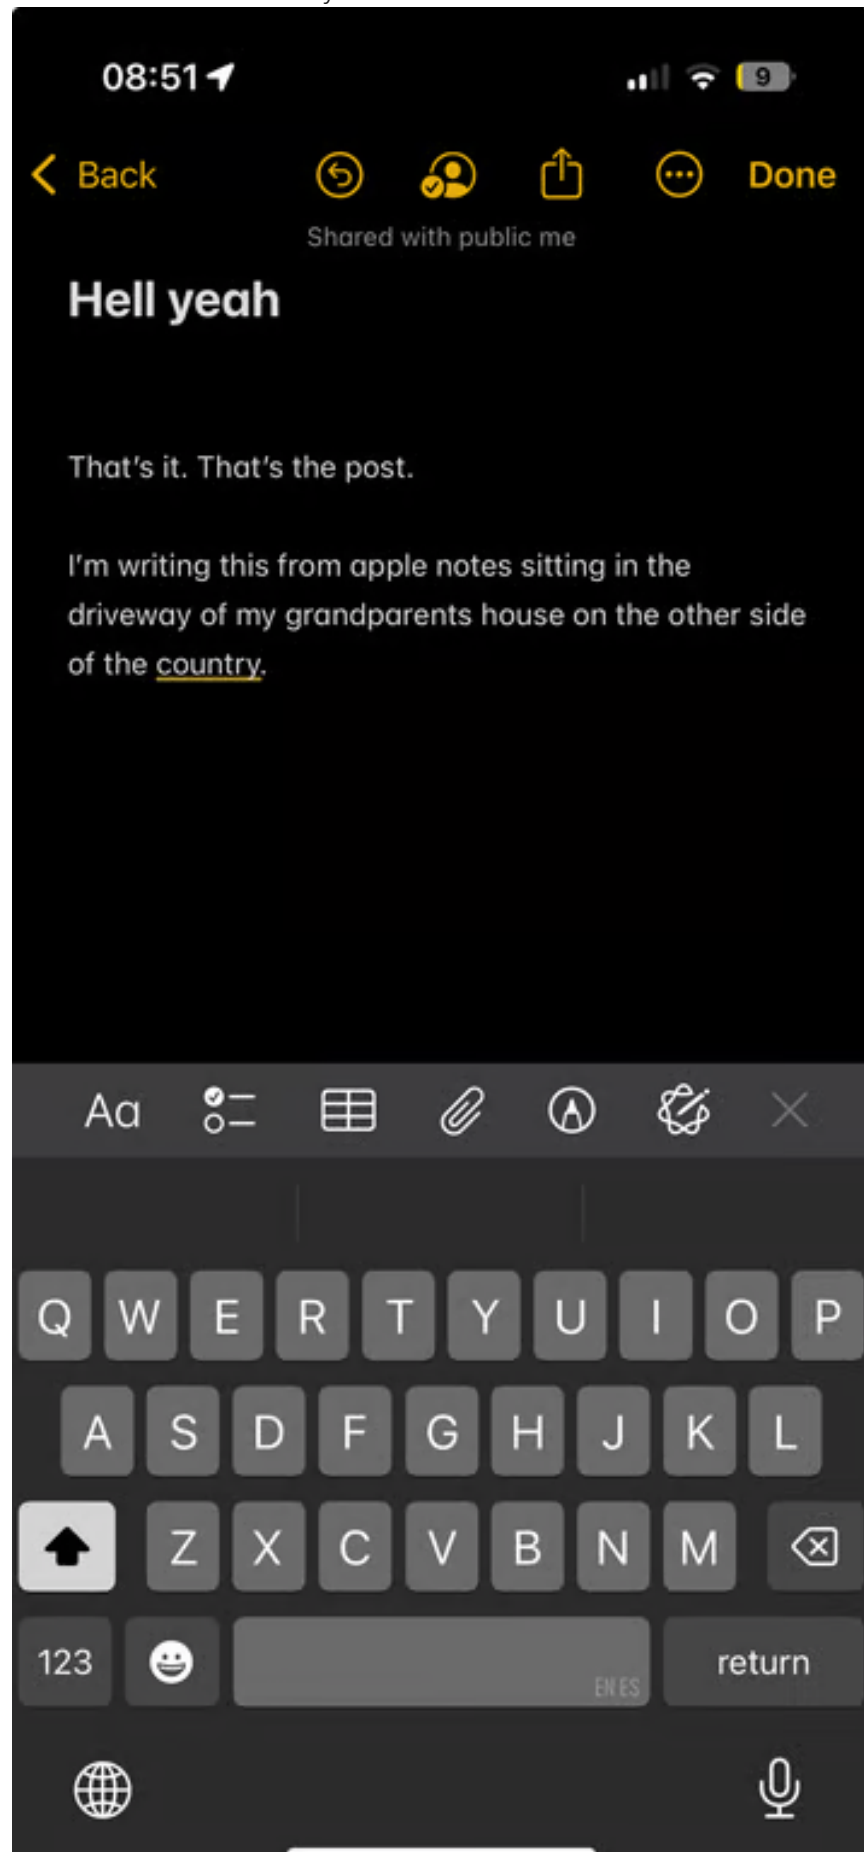 08:51
9
Back
Done
Shared with public me
Hell yeah
That's it. That's the post.
I'm writing this from apple notes sitting in the
driveway of my grandparents house on the other side
of the country.
Aa
Q W E R T Y U I O P
A S D F G H J K L
Z X C V B N M
123
EN ES
return